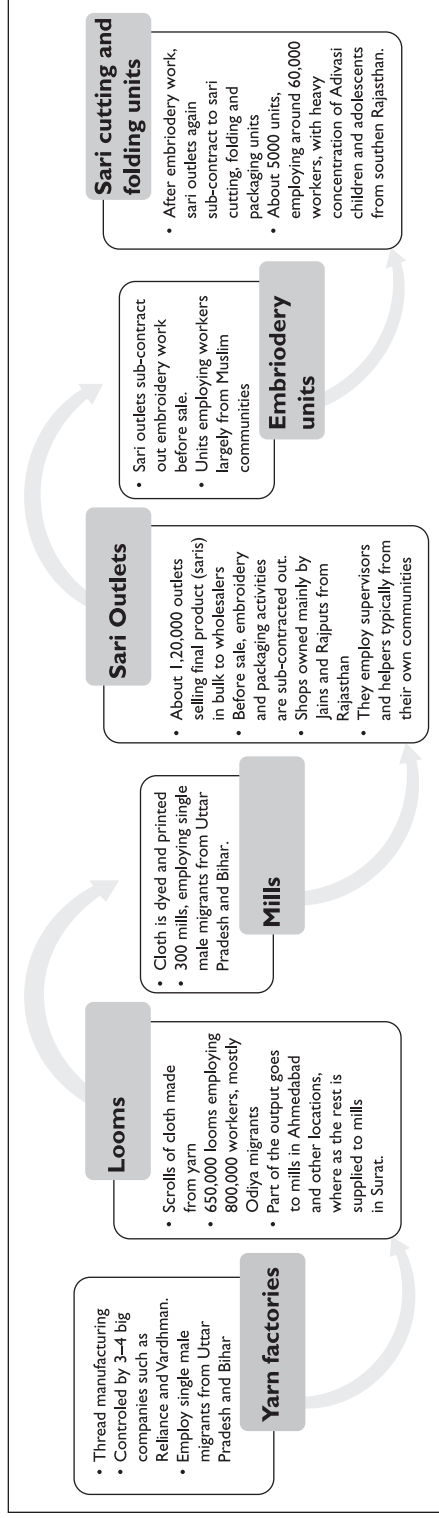 Yarn factories
• Thread manufacturing
• Controled by 3–4 big
companies such as
Reliance and Vardhman.
• Employ single male
migrants from Uttar
Pradesh and Bihar
Looms
• Scrolls of cloth made
from yarn
• 650,000 looms employing
800,000 workers, mostly
Odiya migrants
• Part of the output goes
to mills in Ahmedabad
and other locations,
where as the rest is
supplied to mills
in Surat.
Mills
• Cloth is dyed and printed
• 300 mills, employing single
male migrants from Uttar
Pradesh and Bihar.
Sari Outlets
• About 1,20,000 outlets
selling final product (saris)
in bulk to wholesalers
• Before sale, embroidery
and packaging activities
are sub-contracted out.
• Shops owned mainly by
Jains and Rajputs from
Rajasthan
• They employ supervisors
and helpers typically from
their own communities
Embriodery
units
• Sari outlets sub-contract
out embroidery work
before sale.
• Units employing workers
largely from Muslim
communities
Sari cutting and
folding units
• After embriodery work,
sari outlets again
sub-contract to sari
cutting, folding and
packaging units
• About 5000 units,
employing around 60,000
workers, with heavy
concentration of Adivasi
children and adolescents
from southen Rajasthan.